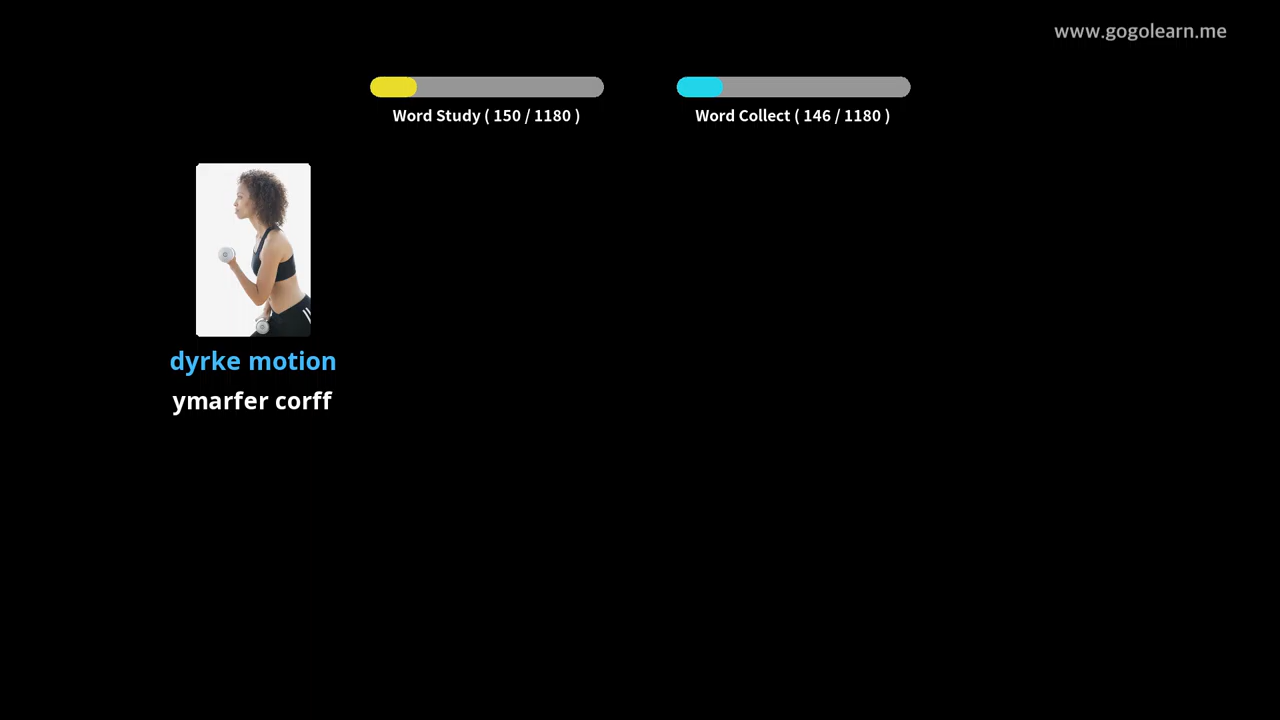 www.gogolearn.me
Word Study ( 150 / 1180 )
Word Collect ( 146 / 1180 )
dyrke motion
ymarfer corff